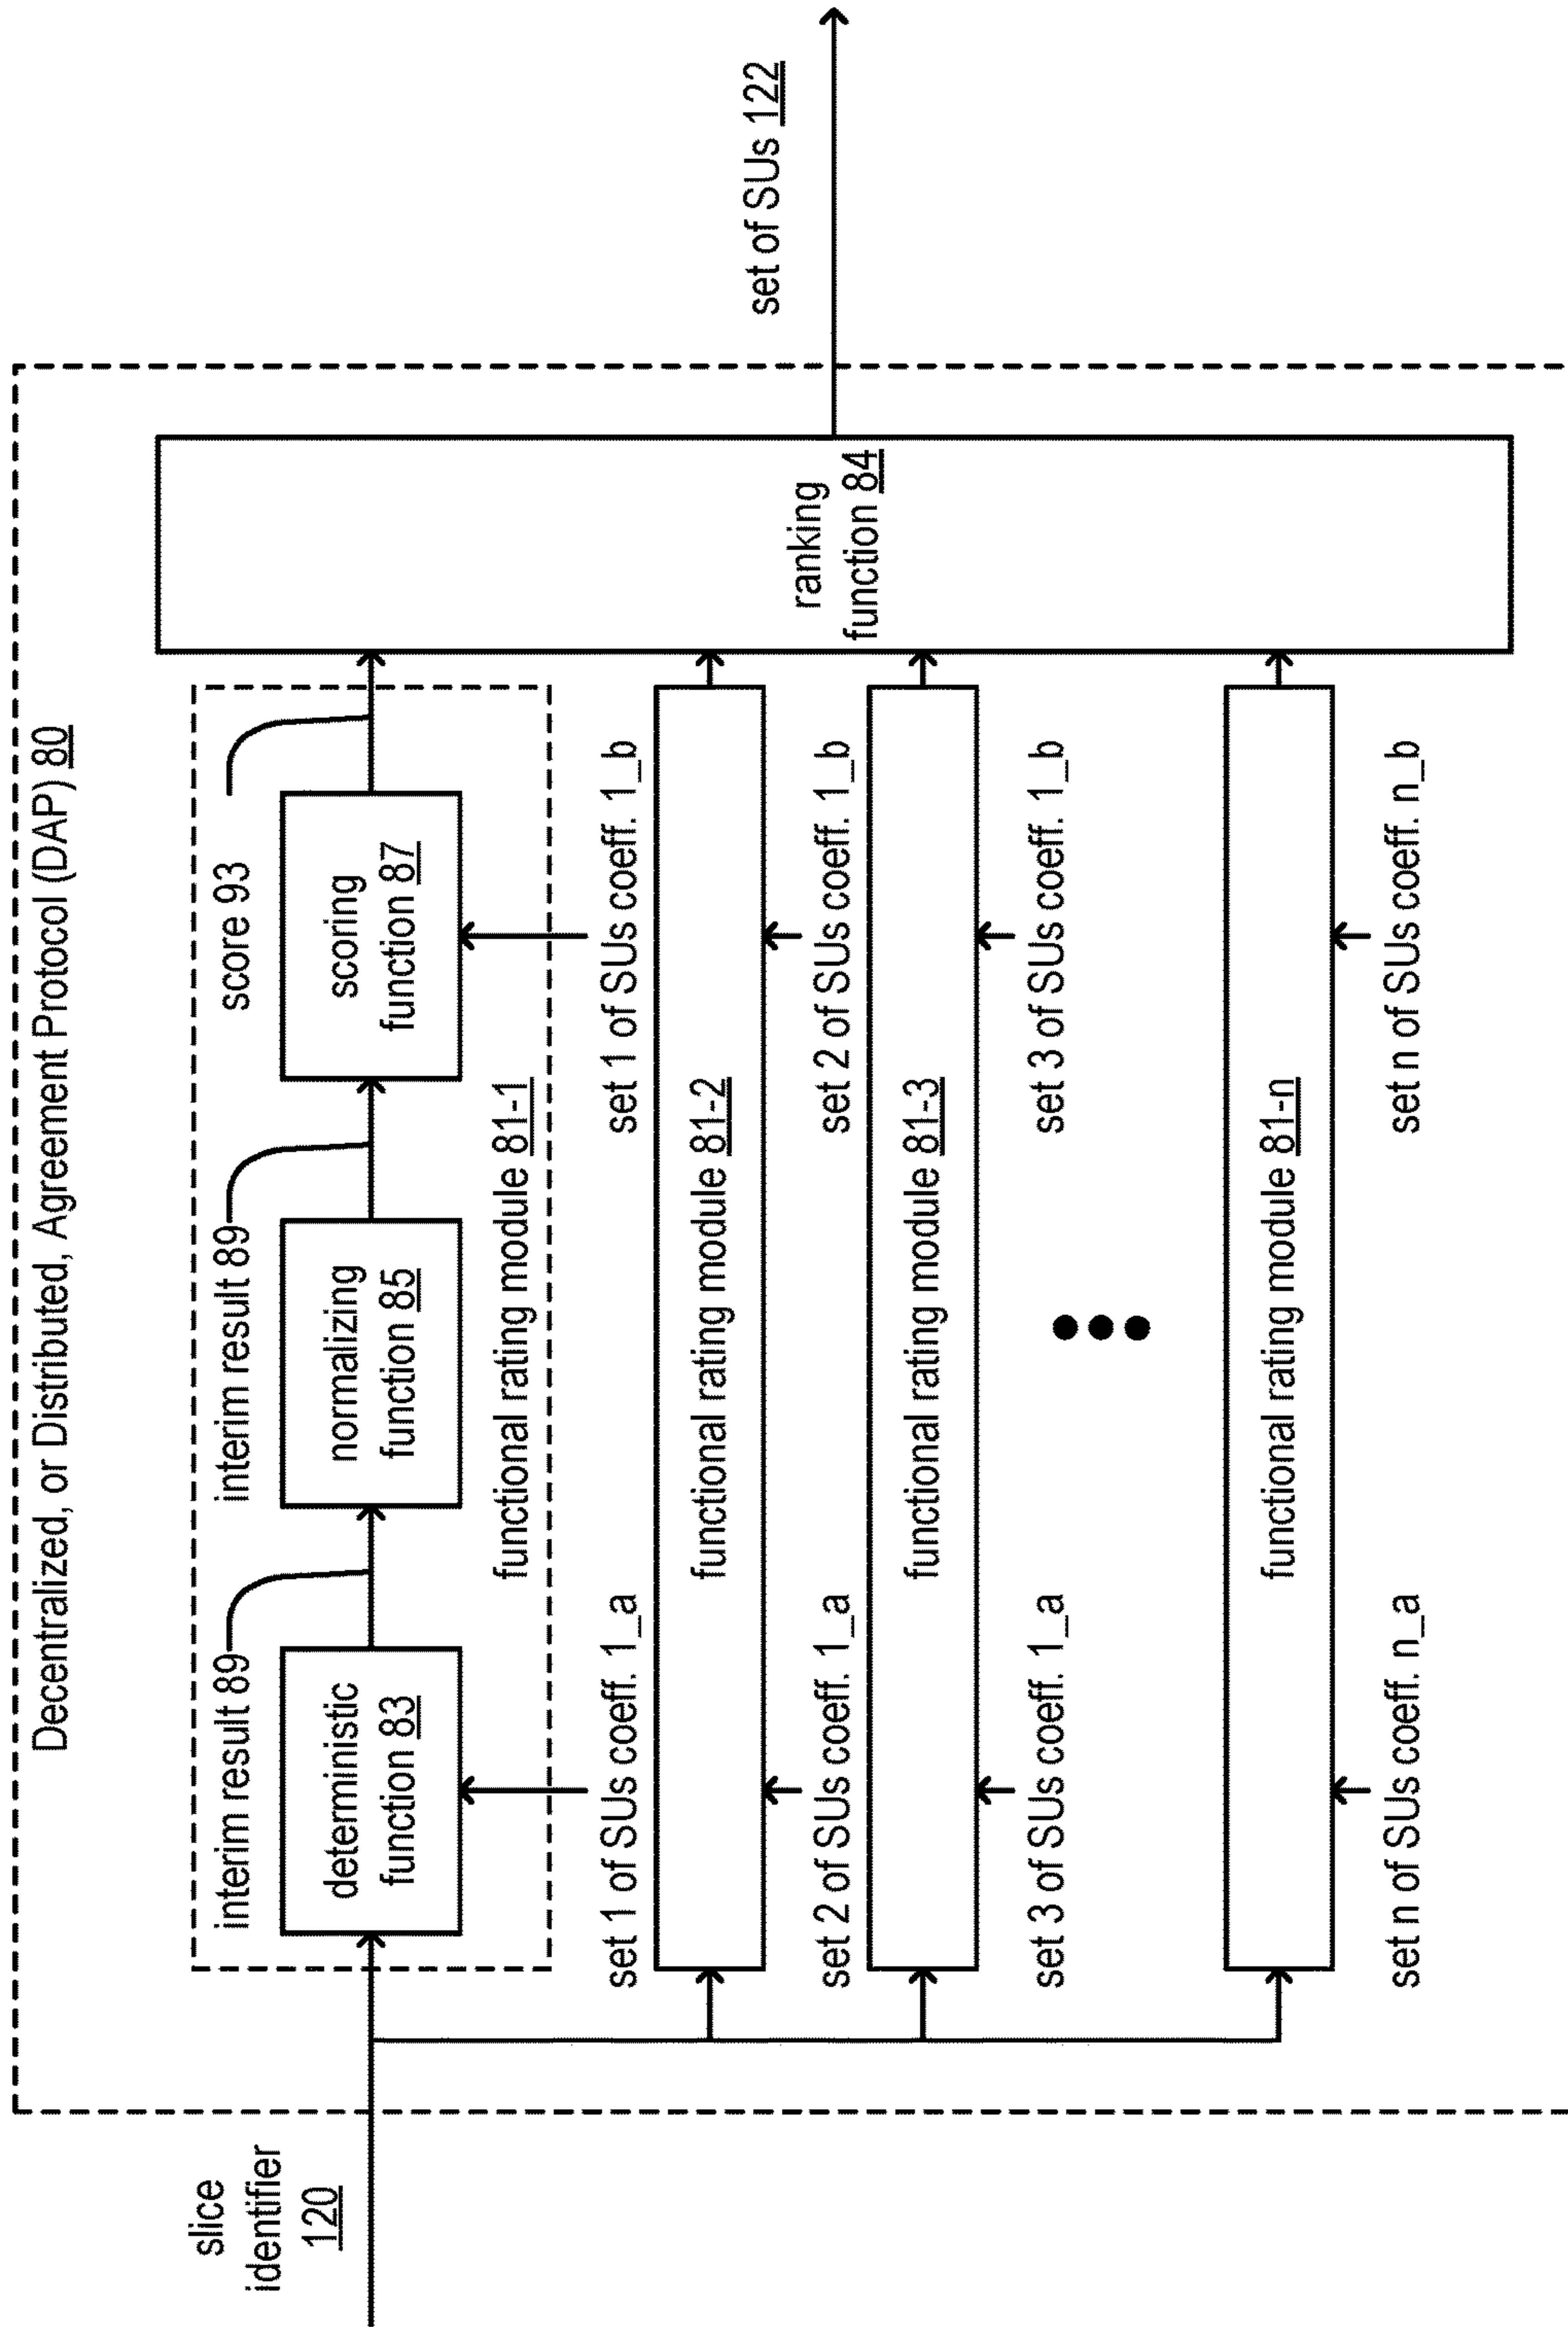 Decentralized, or Distributed, Agreement Protocol (DAP) 80
slice
identifier
120
interim result 89
interim result 89
score 93
deterministic
function 83
normalizing
function 85
scoring
function 87
functional rating module 81-1
set 1 of SUs coeff. 1_a
set 1 of SUs coeff. 1_b
functional rating module 81-2
set 2 of SUs coeff. 1_a
set 2 of SUs coeff. 1_b
functional rating module 81-3
set 3 of SUs coeff. 1_a
set 3 of SUs coeff. 1_b
functional rating module 81-n
set n of SUs coeff. n_a
set n of SUs coeff. n_b
ranking
function 84
set of SUs 122